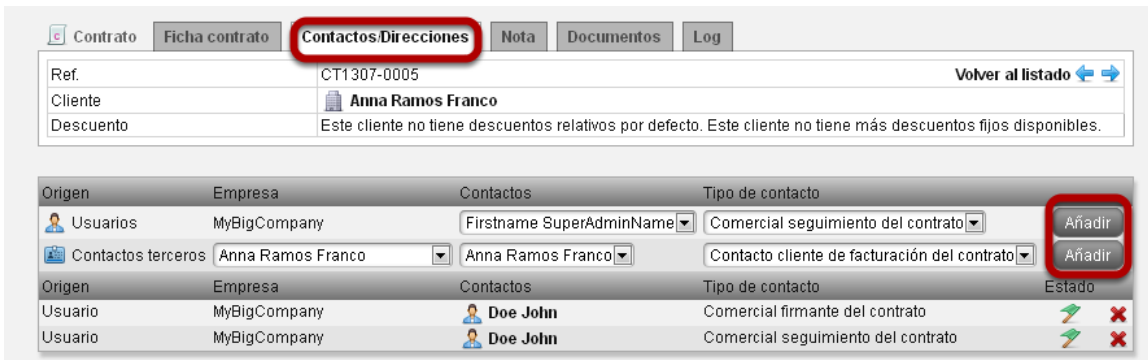 Contrato Ficha contrato Contactos/Direcciones Nota Documentos Log
Ref. CT1307-0005 Volver al listado
Cliente Anna Ramos Franco
Descuento Este cliente no tiene descuentos relativos por defecto. Este cliente no tiene más descuentos fijos disponibles.
Origen Empresa Contactos Tipo de contacto
Usuarios MyBigCompany Firstname SuperAdminName Comercial seguimiento del contrato Añadir
Contactos terceros Anna Ramos Franco Anna Ramos Franco Contacto cliente de facturación del contrato Añadir
Origen Empresa Contactos Tipo de contacto Estado
Usuario MyBigCompany Doe John Comercial firmante del contrato
Usuario MyBigCompany Doe John Comercial seguimiento del contrato